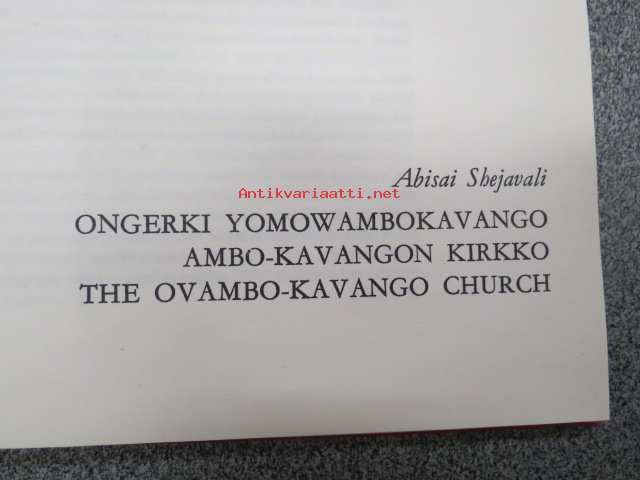 Abisai Shejavali
Antikvariaatti.net
ONGERKI YOMOWAMBOKAVANGO
AMBO-KAVANGON KIRKKO
THE OVAMBO-KAVANGO CHURCH